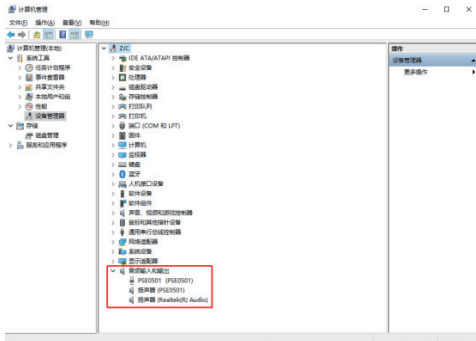 计算机管理
文件(F) 操作(A) 查看(V) 帮助(H)
计算机管理(本地)
系统工具
任务计划程序
事件查看器
共享文件夹
本地用户和组
性能
设备管理器
存储
磁盘管理
服务和应用程序
ZJC
IDE ATA/ATAPI 控制器
安全设备
处理器
磁盘驱动器
存储控制器
打印队列
打印机
端口 (COM 和 LPT)
固件
计算机
监视器
键盘
蓝牙
人机接口设备
软件设备
软件组件
声音、视频和游戏控制器
鼠标和其他指针设备
通用串行总线控制器
网络适配器
系统设备
显示适配器
音频输入和输出
PSE0501 (PSE0501)
扬声器 (PSE0501)
扬声器 (Realtek(R) Audio)
操作
设备管理器
更多操作